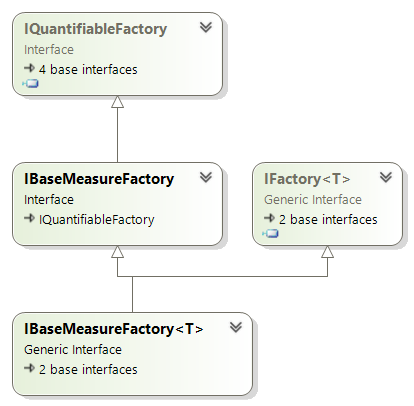 IQuantifiableFactory
Interface
4 base interfaces
IBaseMeasureFactory
Interface
IQuantifiableFactory
IFactory<T>
Generic Interface
2 base interfaces
IBaseMeasureFactory<T>
Generic Interface
2 base interfaces